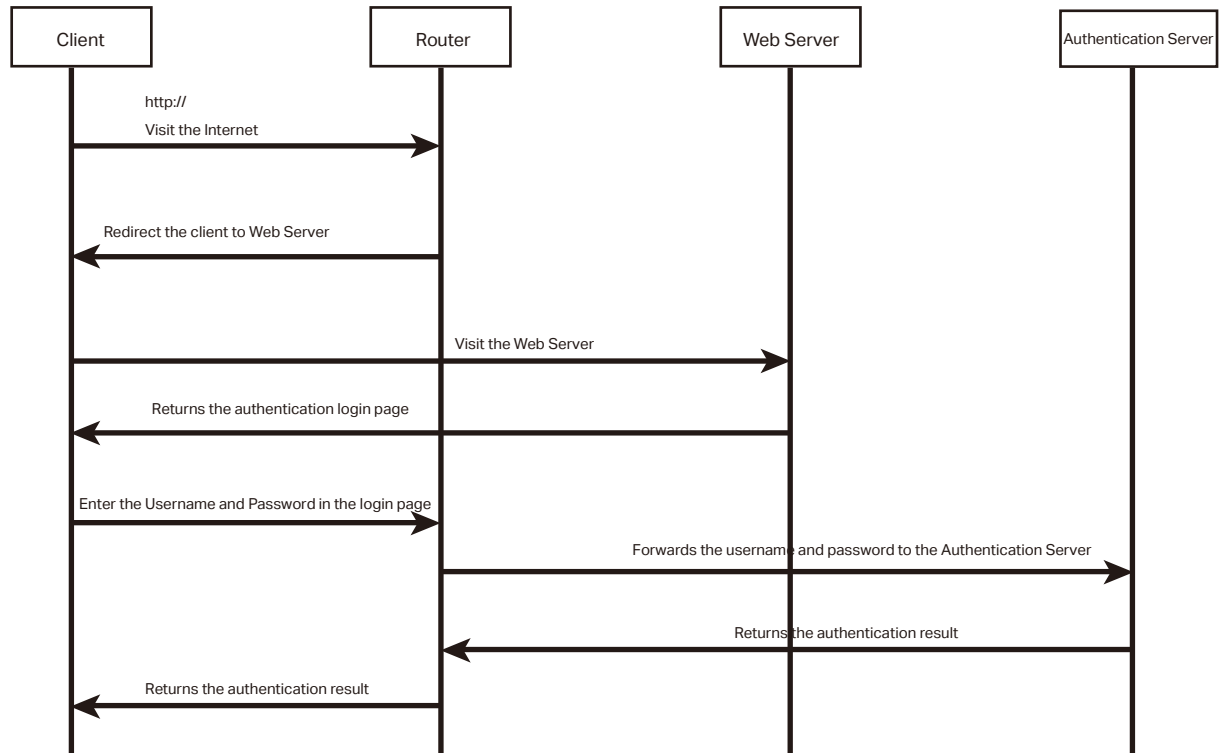 Client
Router
Web Server
Authentication Server
http://
Visit the Internet
Redirect the client to Web Server
Visit the Web Server
Returns the authentication login page
Enter the Username and Password in the login page
Forwards the username and password to the Authentication Server
Returns the authentication result
Returns the authentication result